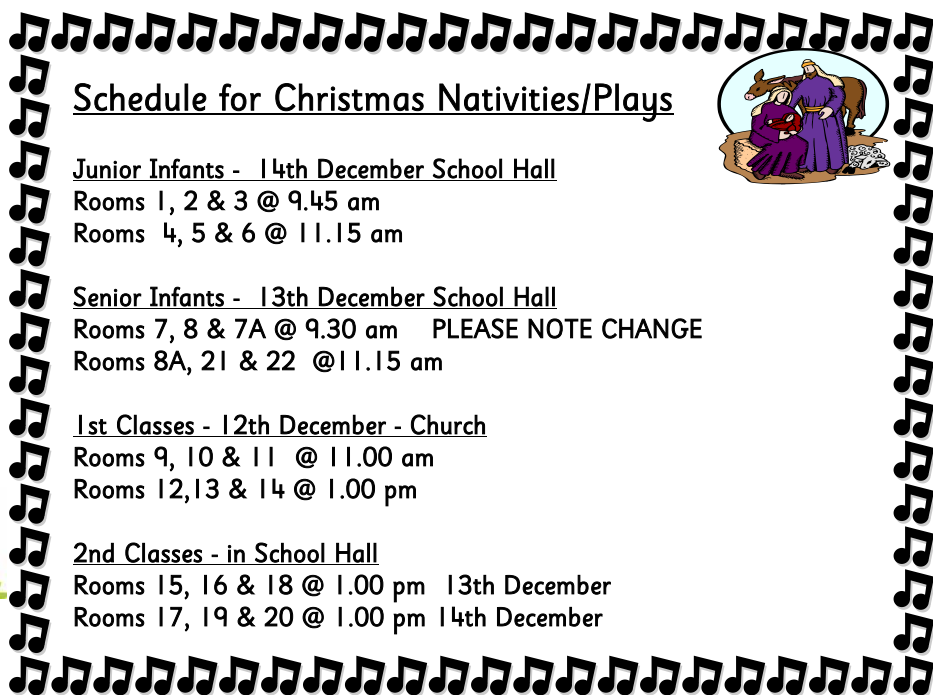 Schedule for Christmas Nativities/Plays
Junior Infants - 14th December School Hall
Rooms 1, 2 & 3 @ 9.45 am
Rooms 4, 5 & 6 @ 11.15 am
Senior Infants - 13th December School Hall
Rooms 7, 8 & 7A @ 9.30 am PLEASE NOTE CHANGE
Rooms 8A, 21 & 22 @11.15 am
1st Classes - 12th December - Church
Rooms 9, 10 & 11 @ 11.00 am
Rooms 12,13 & 14 @ 1.00 pm
2nd Classes - in School Hall
Rooms 15, 16 & 18 @ 1.00 pm 13th December
Rooms 17, 19 & 20 @ 1.00 pm 14th December